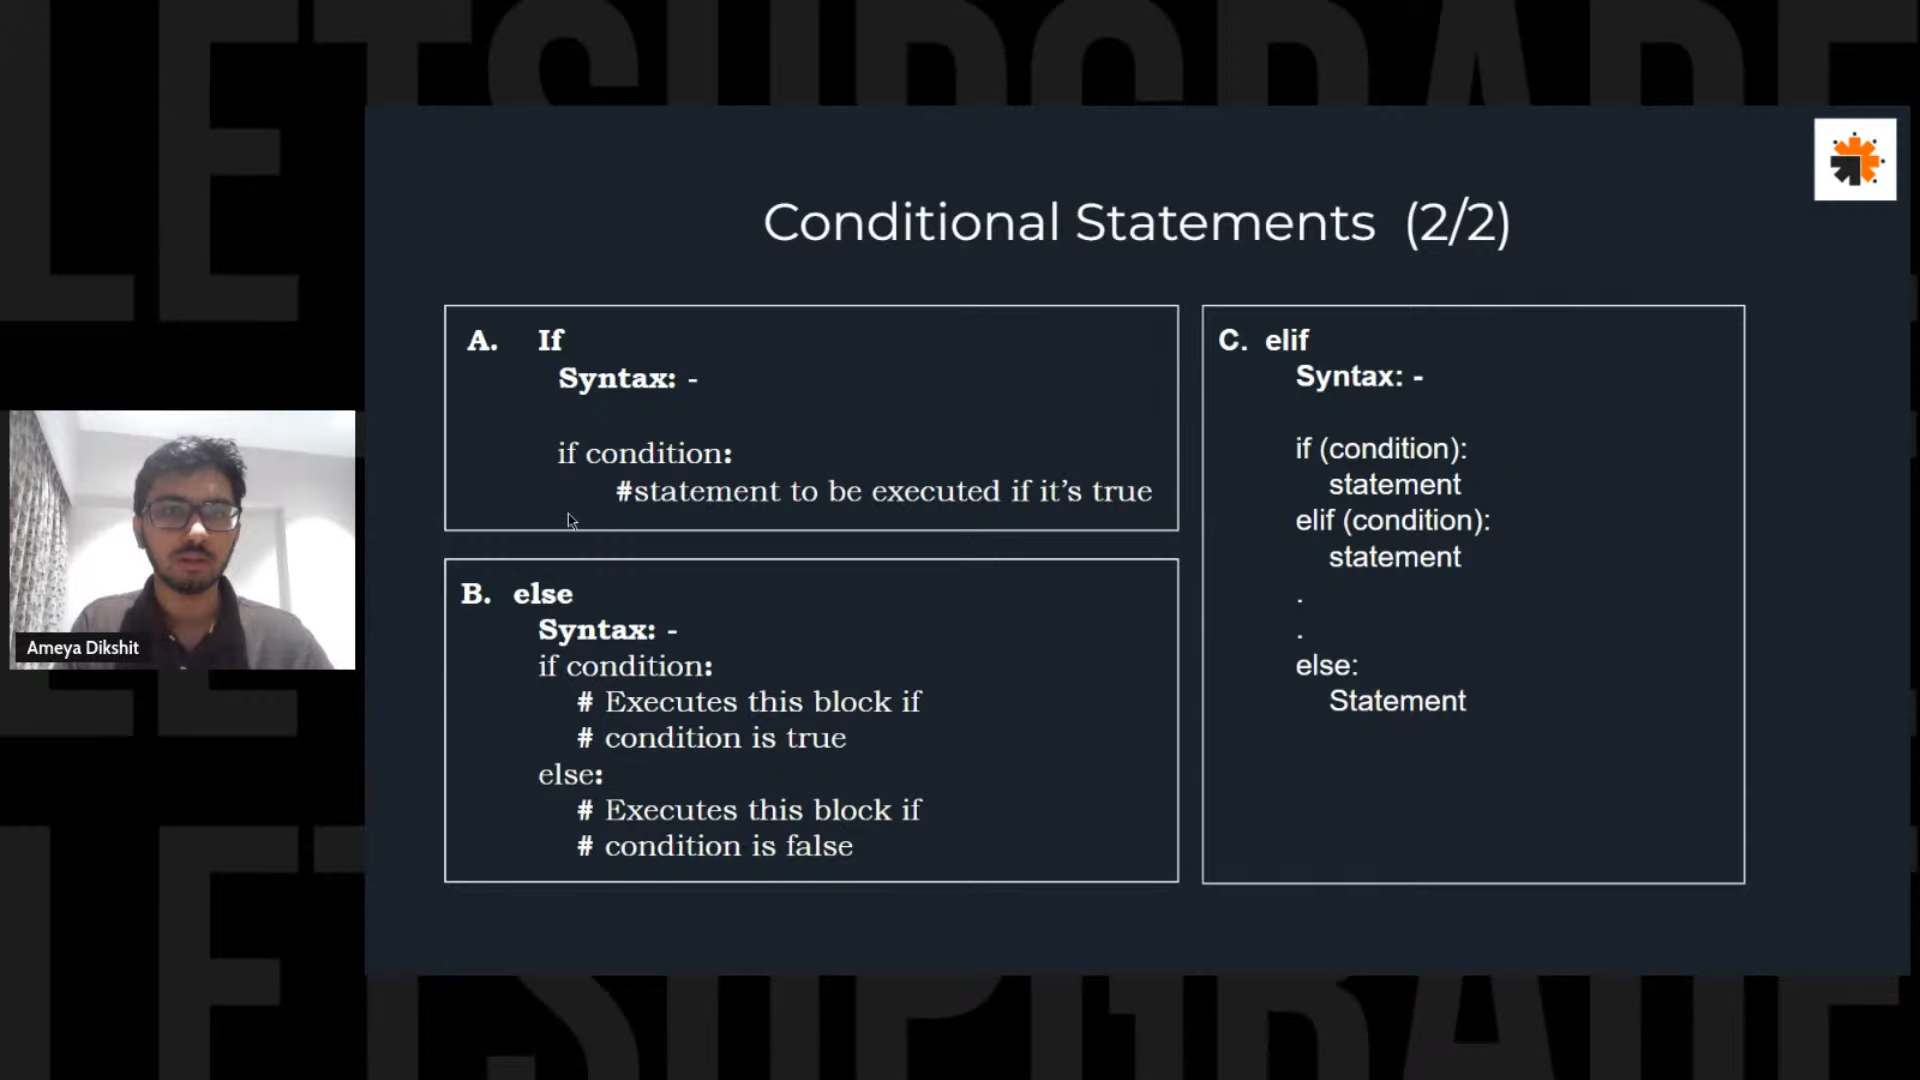 LETSUPGRADE
Conditional Statements (2/2)
A. If
Syntax: -
if condition:
#statement to be executed if it’s true
B. else
Syntax: -
if condition:
# Executes this block if
# condition is true
else:
# Executes this block if
# condition is false
C. elif
Syntax: -
if (condition):
statement
elif (condition):
statement
.
.
else:
Statement
Ameya Dikshit
LETSUPGRADE